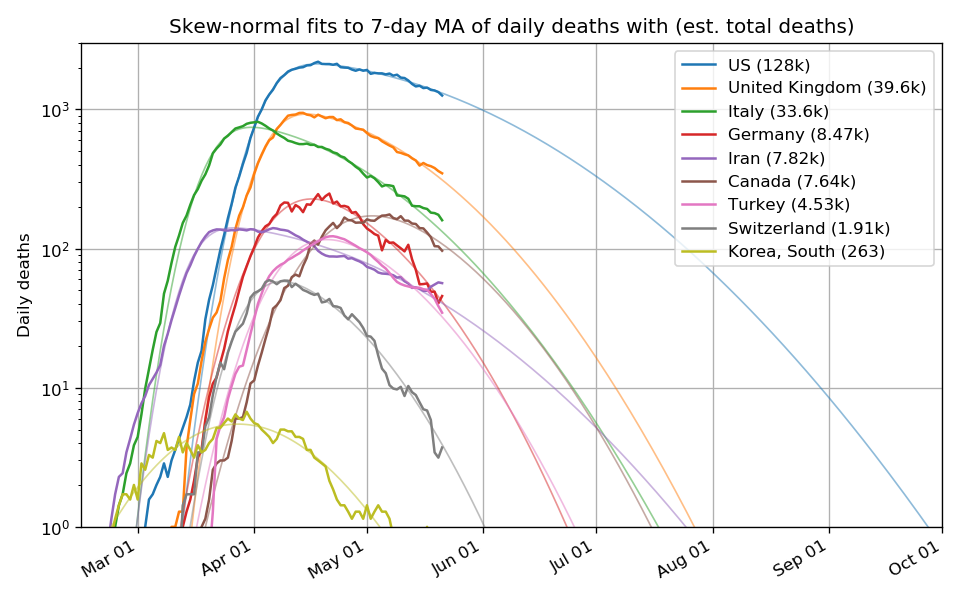 Skew-normal fits to 7-day MA of daily deaths with (est. total deaths)
US (128k)
United Kingdom (39.6k)
Italy (33.6k)
Germany (8.47k)
Iran (7.82k)
Canada (7.64k)
Turkey (4.53k)
Switzerland (1.91k)
Korea, South (263)
Daily deaths
10³
10²
10¹
10⁰
Mar 01
Apr 01
May 01
Jun 01
Jul 01
Aug 01
Sep 01
Oct 01